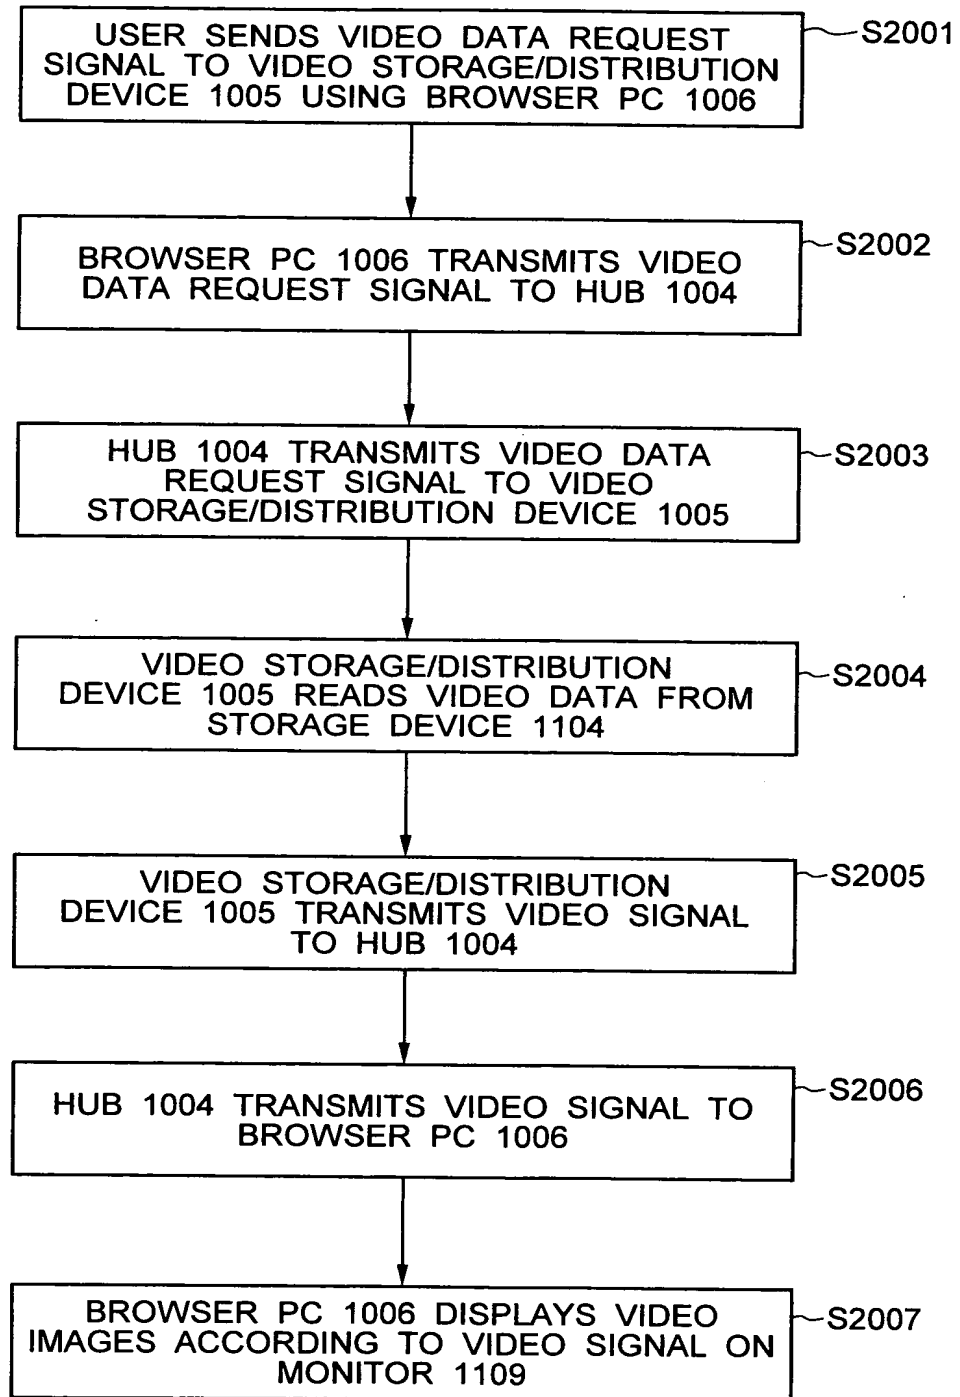 USER SENDS VIDEO DATA REQUEST
SIGNAL TO VIDEO STORAGE/DISTRIBUTION
DEVICE 1005 USING BROWSER PC 1006
S2001
BROWSER PC 1006 TRANSMITS VIDEO
DATA REQUEST SIGNAL TO HUB 1004
S2002
HUB 1004 TRANSMITS VIDEO DATA
REQUEST SIGNAL TO VIDEO
STORAGE/DISTRIBUTION DEVICE 1005
S2003
VIDEO STORAGE/DISTRIBUTION
DEVICE 1005 READS VIDEO DATA FROM
STORAGE DEVICE 1104
S2004
VIDEO STORAGE/DISTRIBUTION
DEVICE 1005 TRANSMITS VIDEO SIGNAL
TO HUB 1004
S2005
HUB 1004 TRANSMITS VIDEO SIGNAL TO
BROWSER PC 1006
S2006
BROWSER PC 1006 DISPLAYS VIDEO
IMAGES ACCORDING TO VIDEO SIGNAL ON
MONITOR 1109
S2007